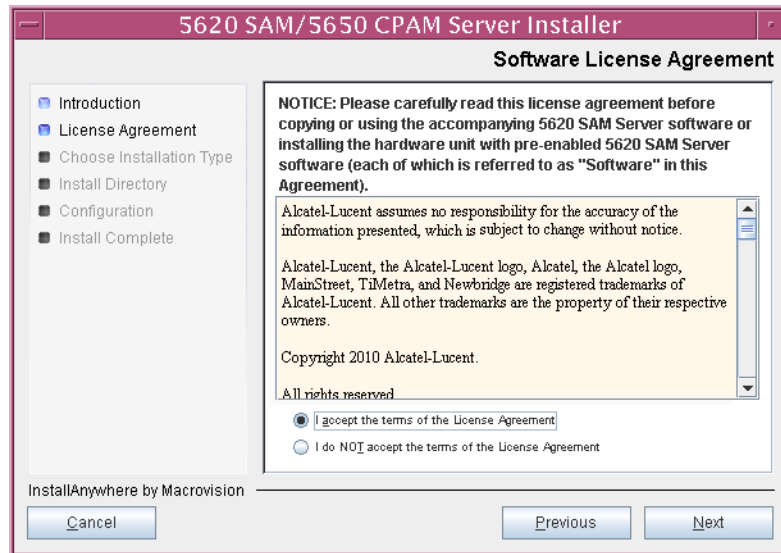 5620 SAM/5650 CPAM Server Installer
Software License Agreement
Introduction
License Agreement
Choose Installation Type
Install Directory
Configuration
Install Complete
NOTICE: Please carefully read this license agreement before
copying or using the accompanying 5620 SAM Server software or
installing the hardware unit with pre-enabled 5620 SAM Server
software (each of which is referred to as "Software" in this
Agreement).
Alcatel-Lucent assumes no responsibility for the accuracy of the
information presented, which is subject to change without notice.
Alcatel-Lucent, the Alcatel-Lucent logo, Alcatel, the Alcatel logo,
MainStreet, TiMetra, and Newbridge are registered trademarks of
Alcatel-Lucent. All other trademarks are the property of their respective
owners.
Copyright 2010 Alcatel-Lucent.
All rights reserved
I accept the terms of the License Agreement
I do NOT accept the terms of the License Agreement
InstallAnywhere by Macrovision
Cancel
Previous
Next